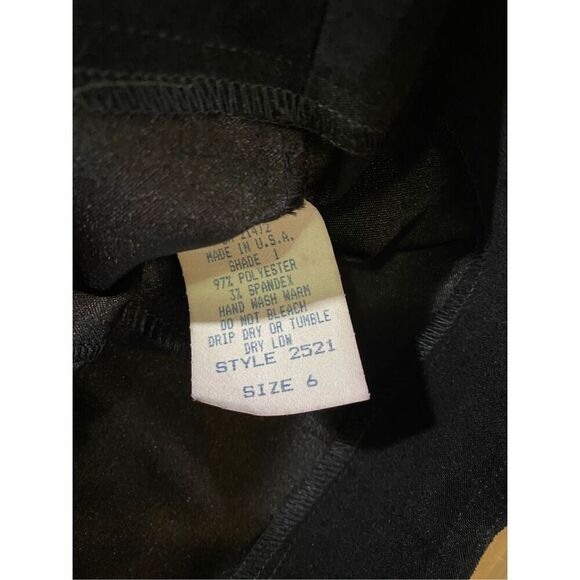 21472
MADE IN U.S.A.
SHADE 1
97% POLYESTER
3% SPANDEX
HAND WASH WARM
DO NOT BLEACH
DRIP DRY OR TUMBLE
DRY LOW
STYLE 2521
SIZE 6